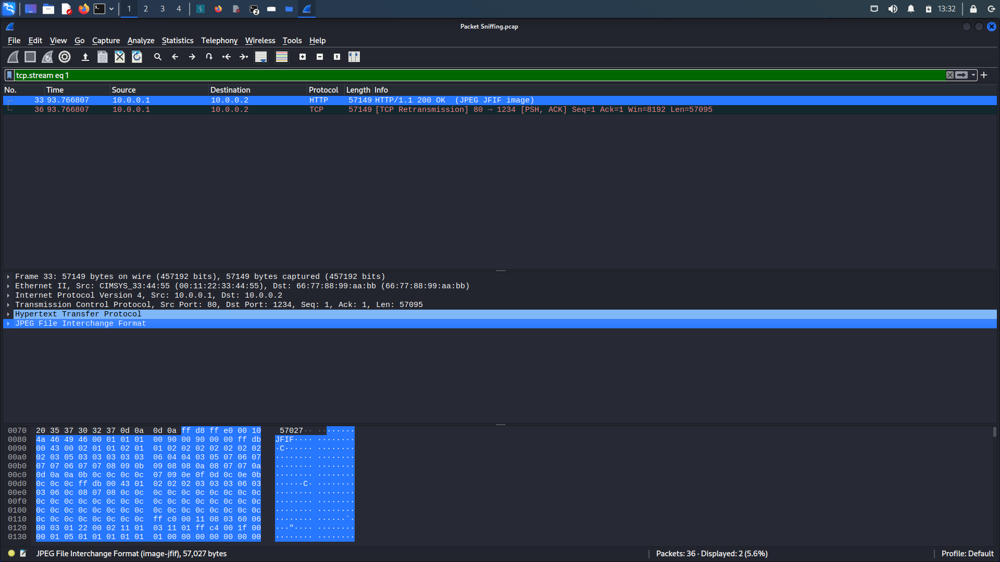 1 2 3 4 2 13:32
Packet Sniffing.pcap
File Edit View Go Capture Analyze Statistics Telephony Wireless Tools Help
tcp.stream eq 1
No. Time Source Destination Protocol Length Info
33 93.766807 10.0.0.1 10.0.0.2 HTTP 57149 HTTP/1.1 200 OK (JPEG JFIF image)
36 93.766807 10.0.0.1 10.0.0.2 TCP 57149 [TCP Retransmission] 80 → 1234 [PSH, ACK] Seq=1 Ack=1 Win=8192 Len=57095
Frame 33: 57149 bytes on wire (457192 bits), 57149 bytes captured (457192 bits)
Ethernet II, Src: CIMSYS_33:44:55 (00:11:22:33:44:55), Dst: 66:77:88:99:aa:bb (66:77:88:99:aa:bb)
Internet Protocol Version 4, Src: 10.0.0.1, Dst: 10.0.0.2
Transmission Control Protocol, Src Port: 80, Dst Port: 1234, Seq: 1, Ack: 1, Len: 57095
Hypertext Transfer Protocol
JPEG File Interchange Format
0070 20 35 37 30 32 37 0d 0a 0d 0a ff d8 ff e0 00 10 57027·· ········
0080 4a 46 49 46 00 01 01 01 00 90 00 90 00 00 ff db JFIF···· ········
0090 00 43 00 02 01 01 02 01 01 02 02 02 02 02 02 02 ·C······ ········
00a0 02 03 05 03 03 03 03 03 06 04 04 03 05 07 06 07 ········ ········
00b0 07 07 06 07 07 08 09 0b 09 08 08 0a 08 07 07 0a ········ ········
00c0 0d 0a 0a 0b 0c 0c 0c 0c 07 09 0e 0f 0d 0c 0e 0b ········ ········
00d0 0c 0c 0c ff db 00 43 01 02 02 02 03 03 03 06 03 ······C· ········
00e0 03 06 0c 08 07 08 0c 0c 0c 0c 0c 0c 0c 0c 0c 0c ········ ········
00f0 0c 0c 0c 0c 0c 0c 0c 0c 0c 0c 0c 0c 0c 0c 0c 0c ········ ········
0100 0c 0c 0c 0c 0c 0c 0c 0c 0c 0c 0c 0c 0c 0c 0c 0c ········ ········
0110 0c 0c 0c 0c 0c 0c 0c 0c ff c0 00 11 08 03 60 06 ········ ······`·
0120 00 03 01 22 00 02 11 01 03 11 01 ff c4 00 1f 00 ···"···· ········
0130 00 01 05 01 01 01 01 01 01 00 00 00 00 00 00 00 ········ ········
JPEG File Interchange Format (image-jfif), 57,027 bytes Packets: 36 · Displayed: 2 (5.6%) Profile: Default